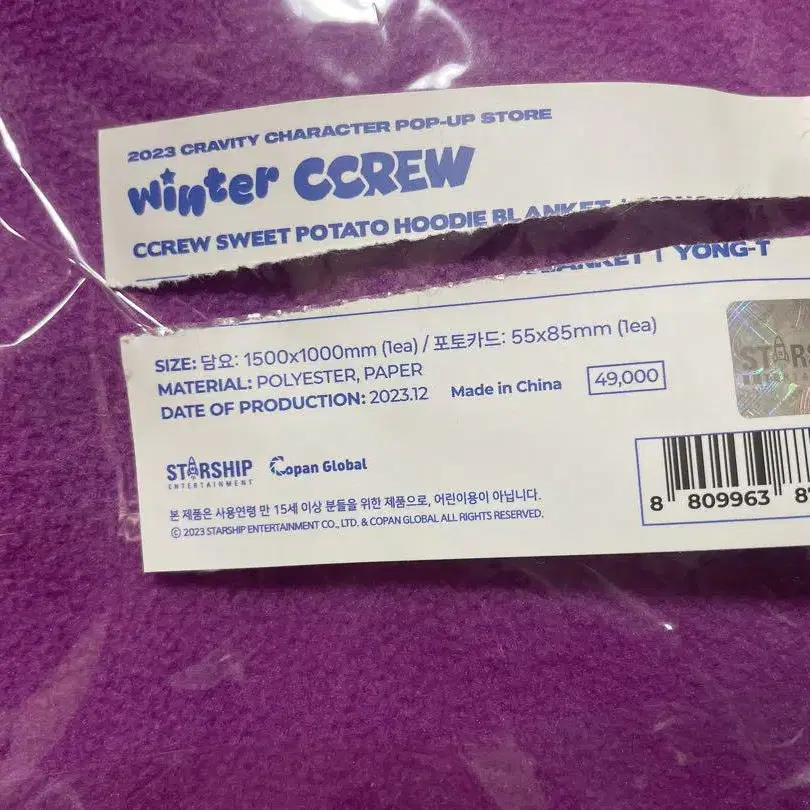 2023 CRAVITY CHARACTER POP-UP STORE
winter CCREW
CCREW SWEET POTATO HOODIE BLANKET | YONG-T
SIZE: 담요: 1500x1000mm (1ea) / 포토카드: 55x85mm (1ea)
MATERIAL: POLYESTER, PAPER
DATE OF PRODUCTION: 2023.12 Made in China 49,000
STARSHIP
ENTERTAINMENT
Copan Global
본 제품은 사용연령 만 15세 이상 분들을 위한 제품으로, 어린이용이 아닙니다.
ⓒ 2023 STARSHIP ENTERTAINMENT CO., LTD. & COPAN GLOBAL ALL RIGHTS RESERVED.
8 809963 8